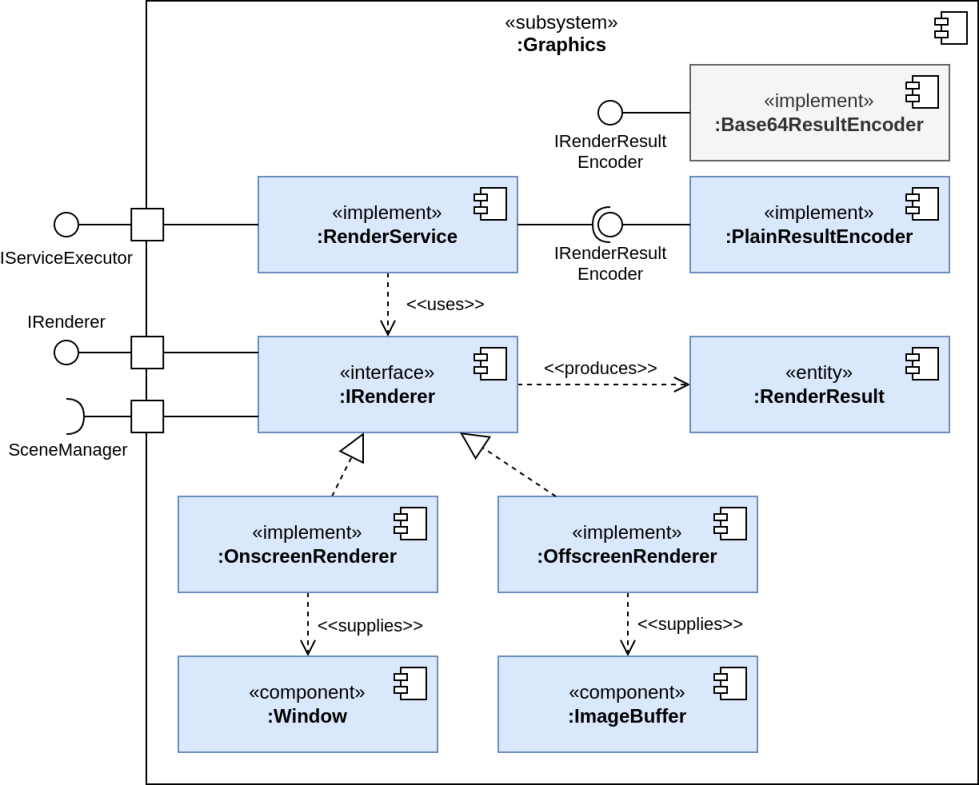 «subsystem»
:Graphics
«implement»
:Base64ResultEncoder
IRenderResult
Encoder
«implement»
:RenderService
«implement»
:PlainResultEncoder
IServiceExecutor
IRenderResult
Encoder
<<uses>>
IRenderer
«interface»
:IRenderer
<<produces>>
«entity»
:RenderResult
SceneManager
«implement»
:OnscreenRenderer
«implement»
:OffscreenRenderer
<<supplies>>
<<supplies>>
«component»
:Window
«component»
:ImageBuffer